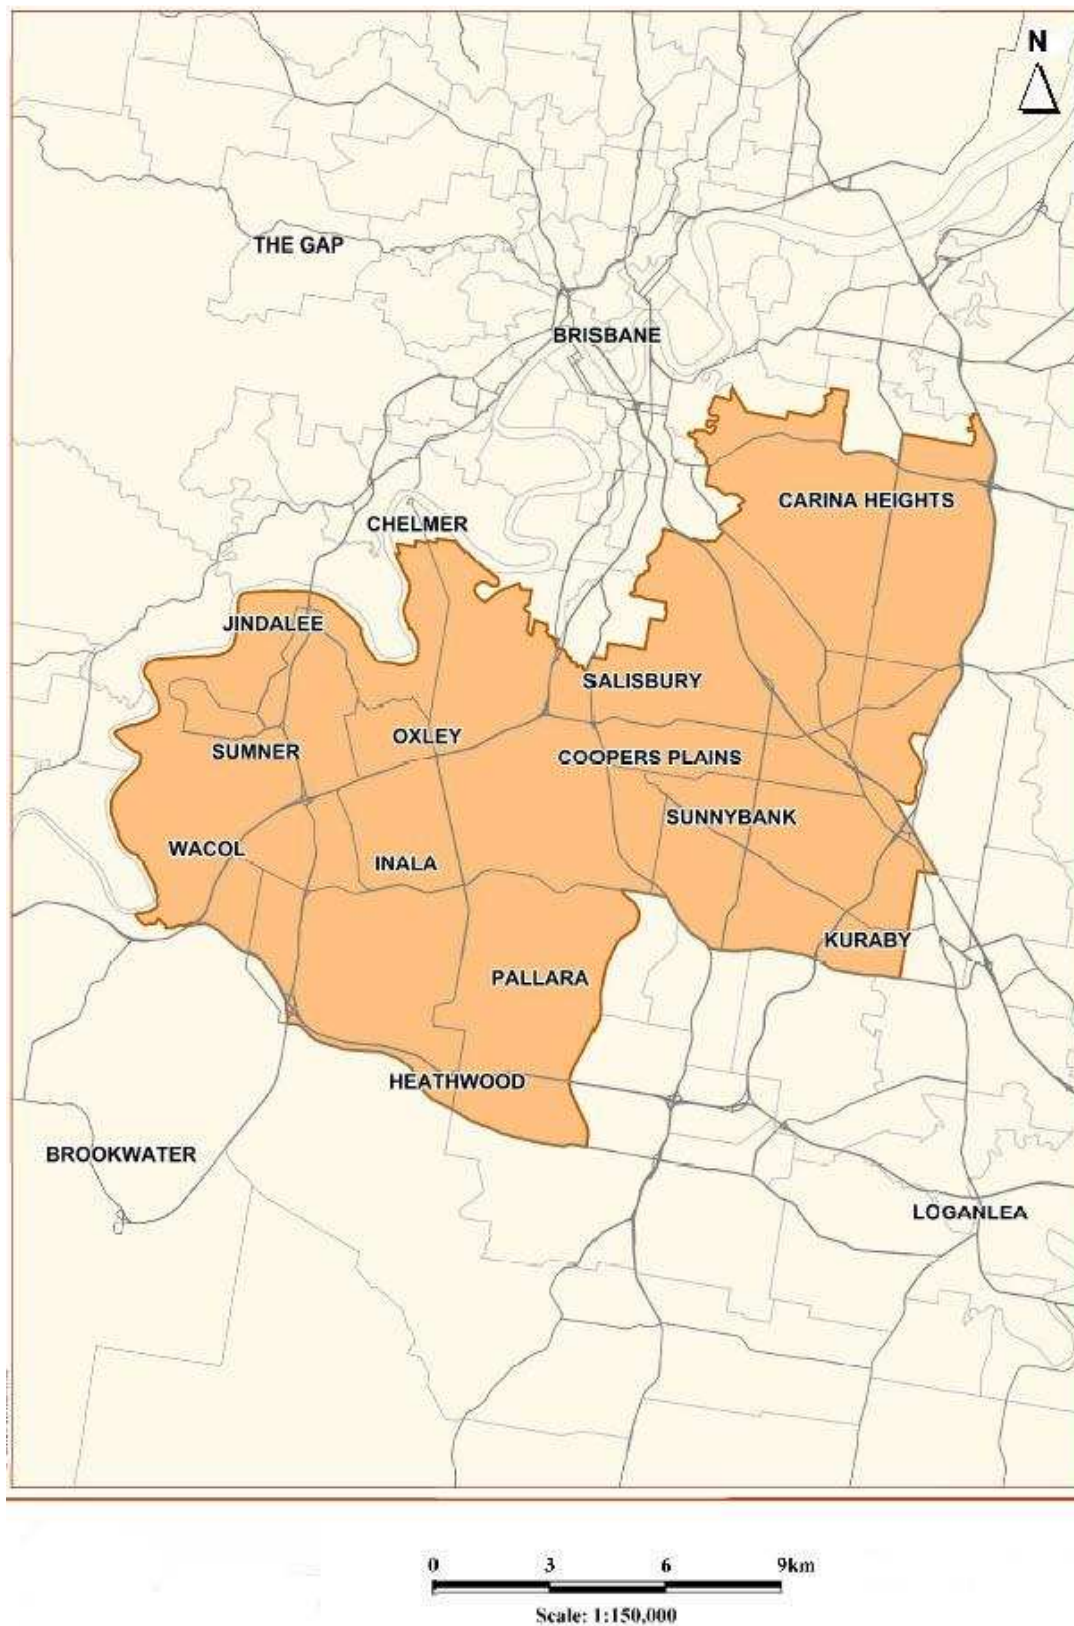 N
THE GAP
BRISBANE
CARINA HEIGHTS
CHELMER
JINDALEE
SALISBURY
OXLEY
SUMNER
COOPERS PLAINS
SUNNYBANK
WACOL
INALA
KURABY
PALLARA
HEATHWOOD
BROOKWATER
LOGANLEA
0 3 6 9km
Scale: 1:150,000